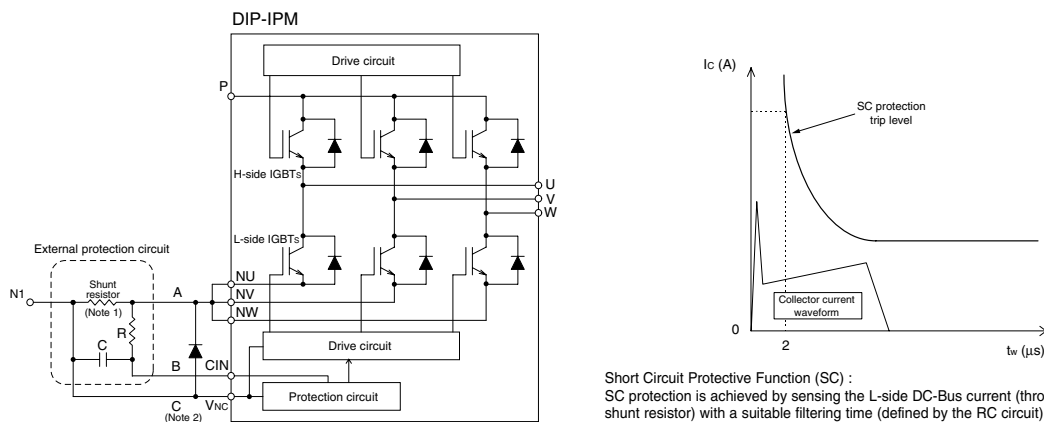 DIP-IPM
Drive circuit
P
H-side IGBTS
U
V
W
L-side IGBTS
External protection circuit
NU
NV
NW
N1
Shunt
resistor
(Note 1)
A
R
C
B
CIN
Drive circuit
C
(Note 2)
VNC
Protection circuit
IC (A)
SC protection
trip level
Collector current
waveform
0
2
tw (μs)
Short Circuit Protective Function (SC) :
SC protection is achieved by sensing the L-side DC-Bus current (thro
shunt resistor) with a suitable filtering time (defined by the RC circuit)